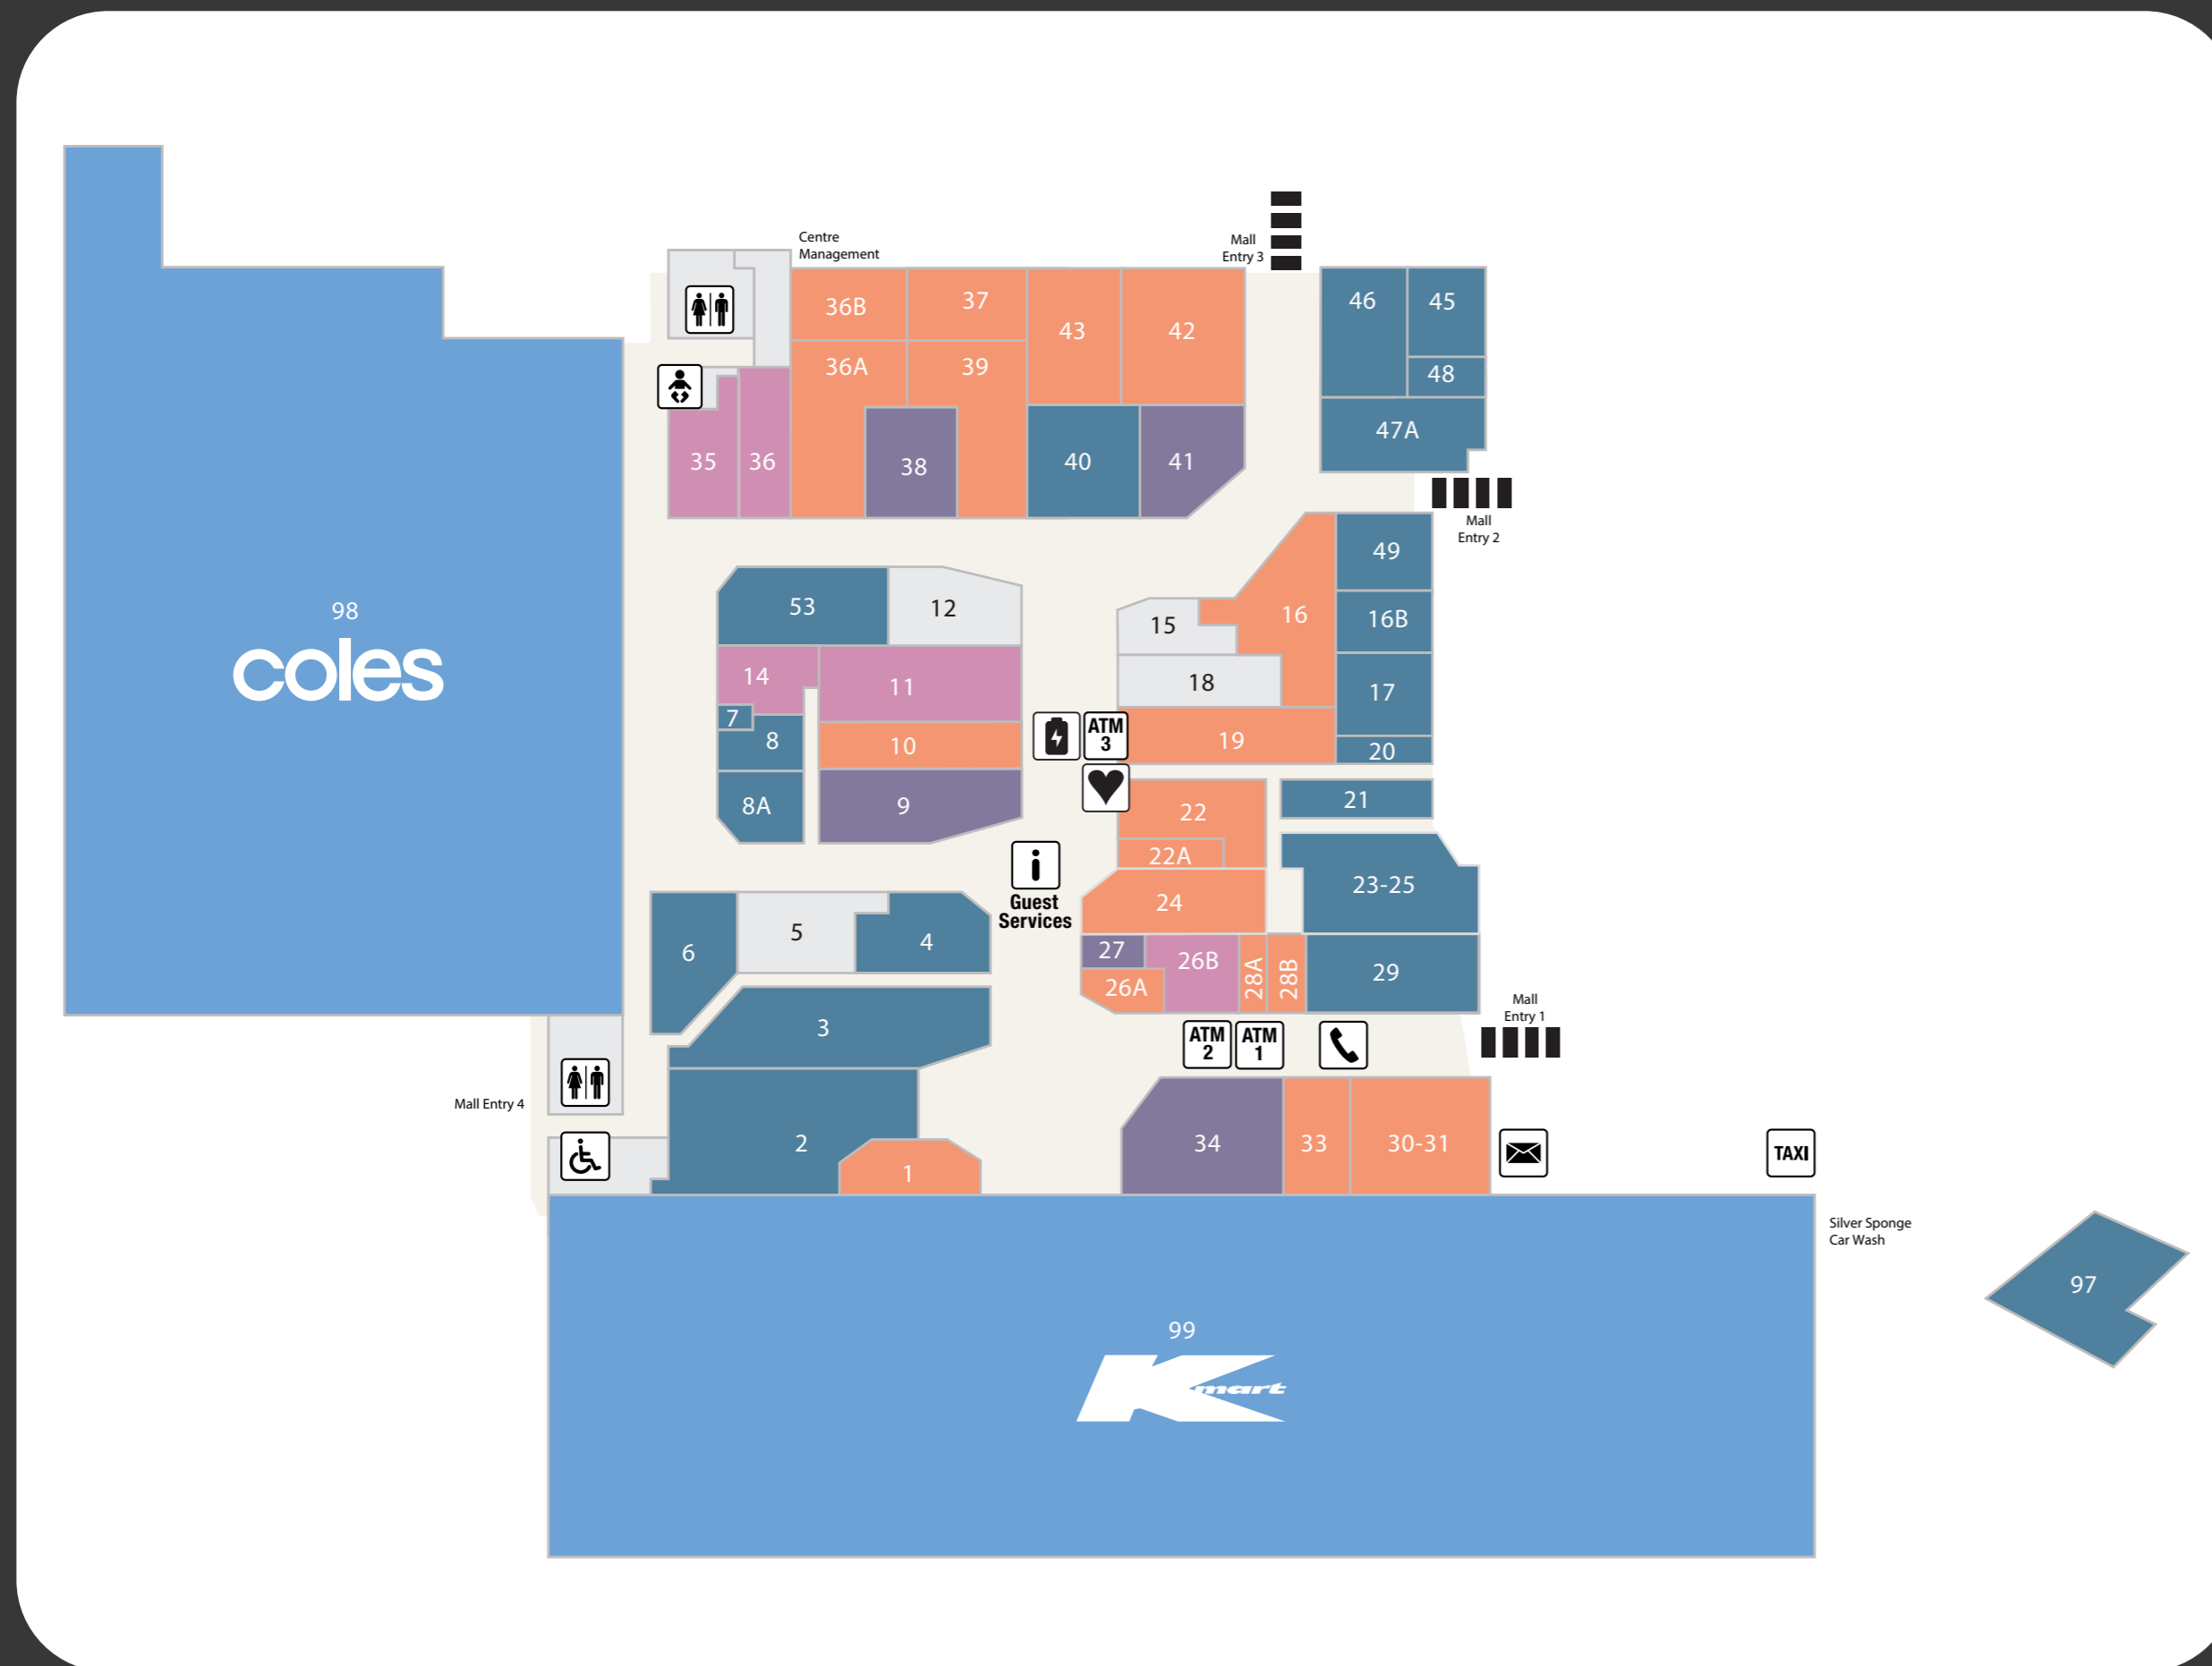 Centre
Management
Mall
Entry 3
36B
37
43
42
46
45
36A
39
48
47A
35
36
38
40
41
Mall
Entry 2
49
53
12
15
16
16B
98
coles
14
11
18
17
7
8
10
ATM
3
19
20
8A
9
22
21
22A
Guest
Services
24
23-25
6
5
4
27
26B
28A
28B
29
26A
Mall
Entry 1
3
ATM
2
ATM
1
Mall Entry 4
2
1
34
33
30-31
TAXI
Silver Sponge
Car Wash
97
99
Kmart